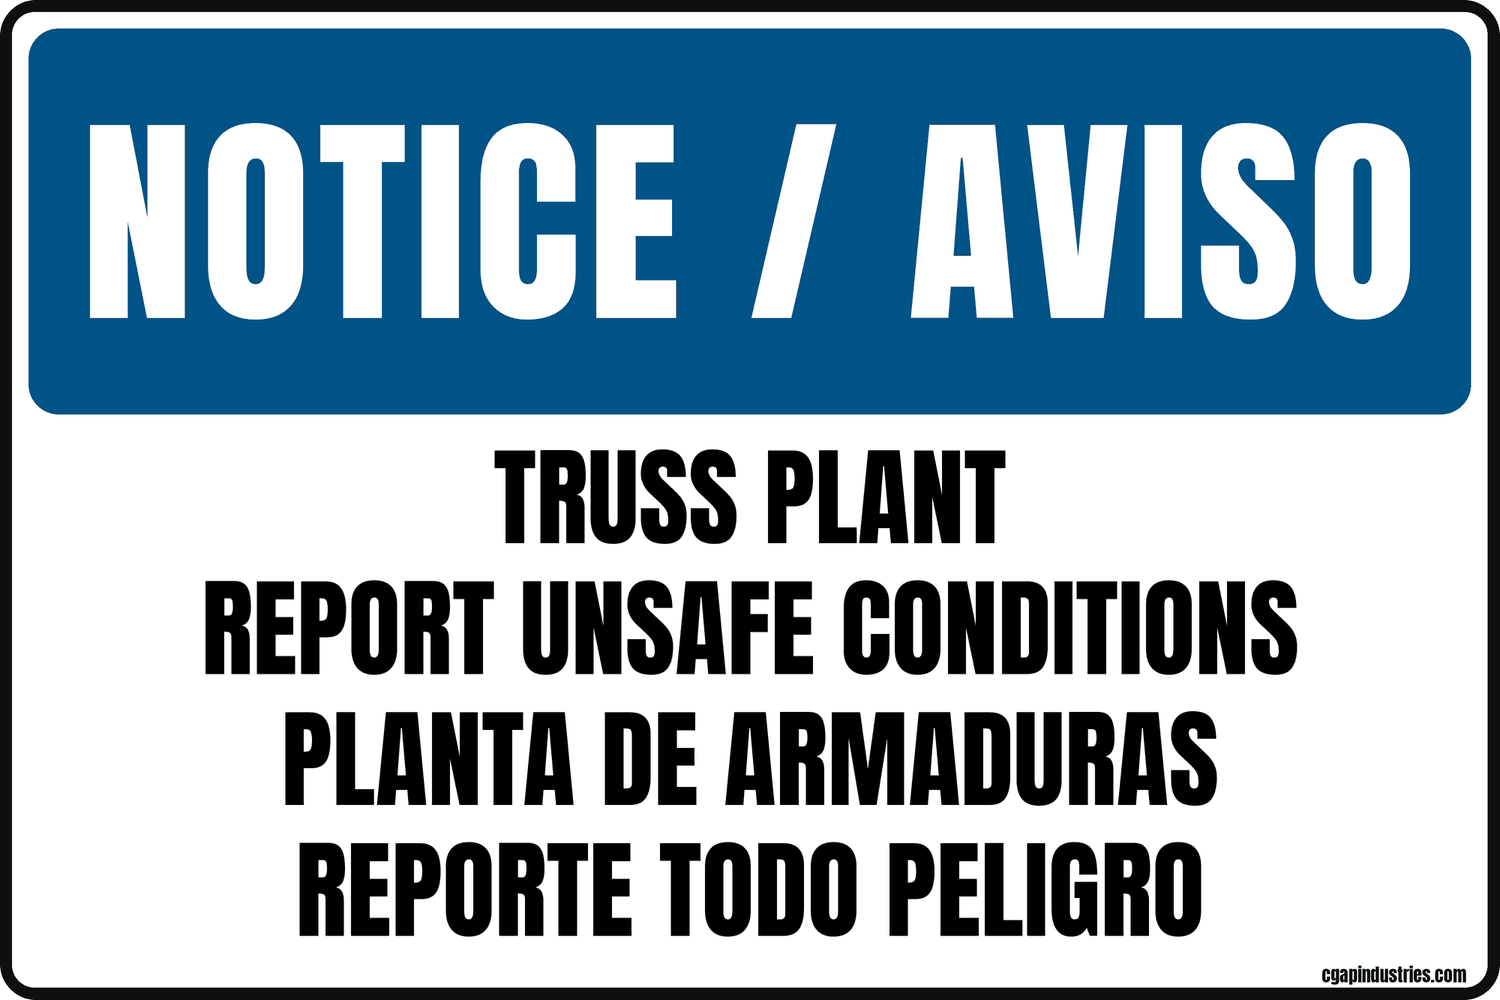 NOTICE / AVISO
TRUSS PLANT
REPORT UNSAFE CONDITIONS
PLANTA DE ARMADURAS
REPORTE TODO PELIGRO
cgapindustries.com